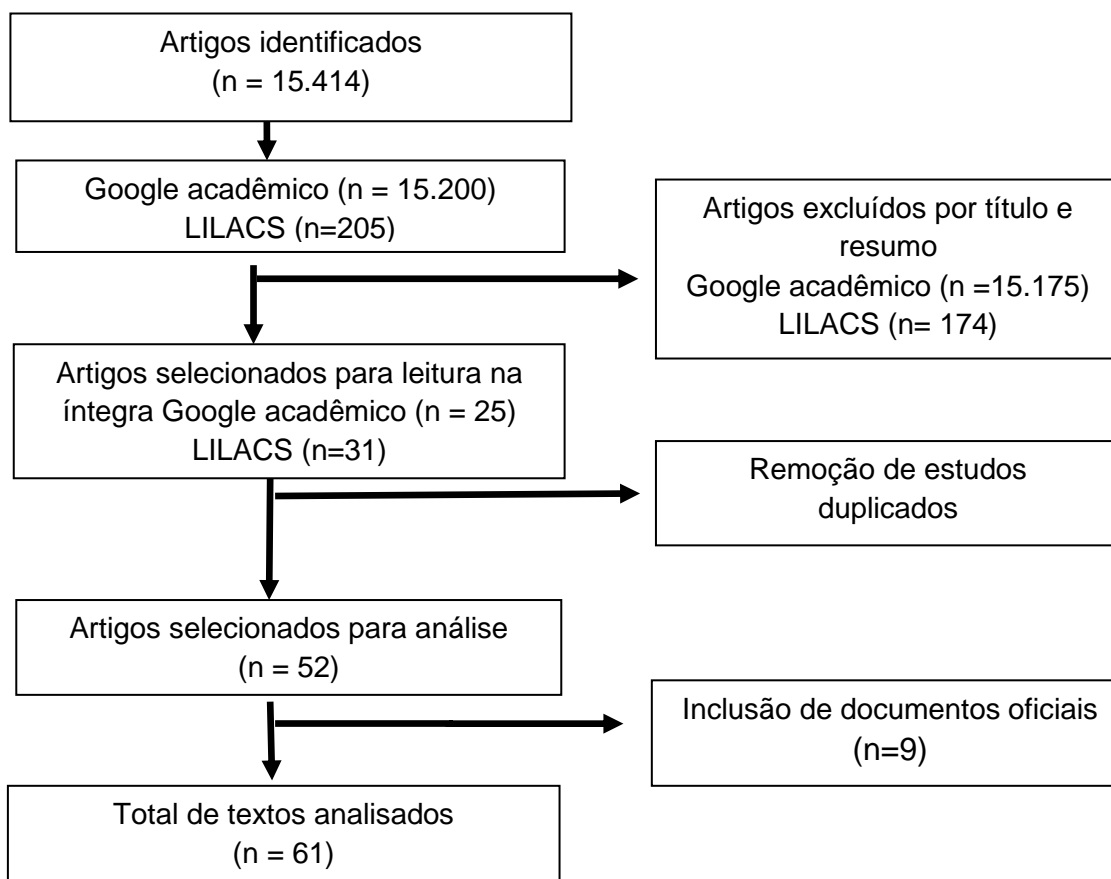 Artigos identificados
(n = 15.414)
Google acadêmico (n = 15.200)
LILACS (n=205)
Artigos excluídos por título e
resumo
Google acadêmico (n =15.175)
LILACS (n= 174)
Artigos selecionados para leitura na
íntegra Google acadêmico (n = 25)
LILACS (n=31)
Remoção de estudos
duplicados
Artigos selecionados para análise
(n = 52)
Inclusão de documentos oficiais
(n=9)
Total de textos analisados
(n = 61)